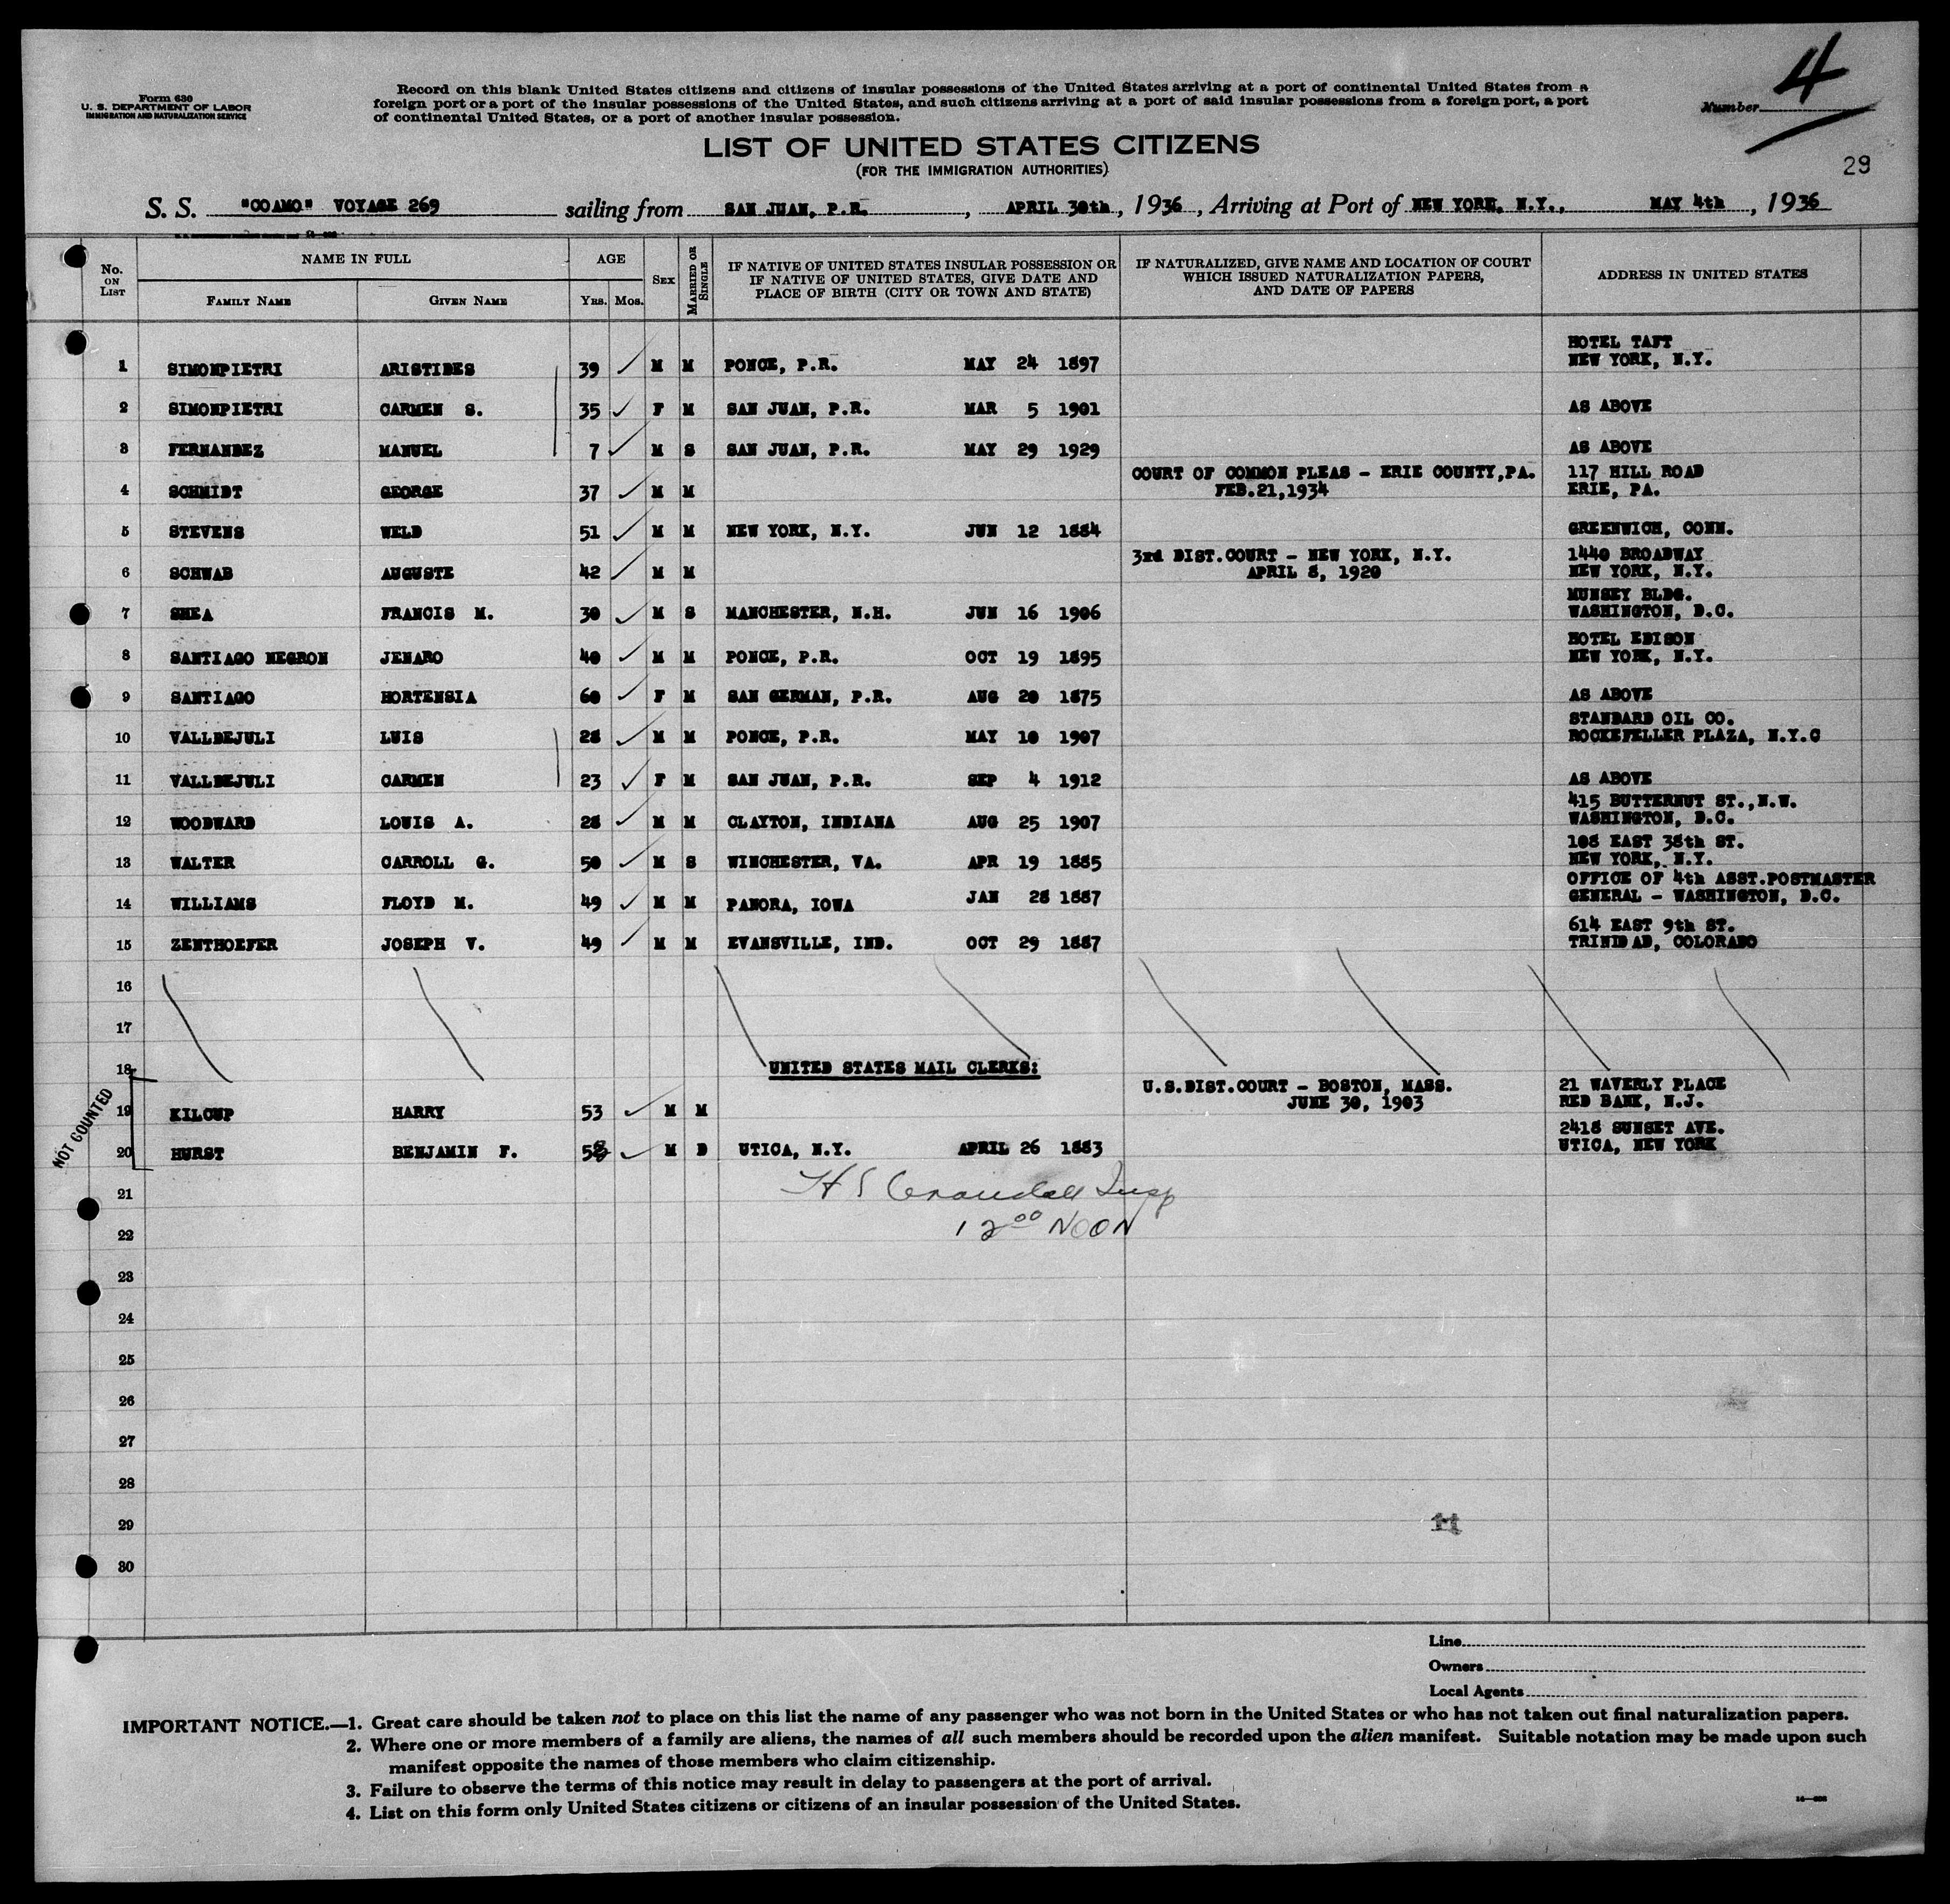 Form 630
U. S. DEPARTMENT OF LABOR
IMMIGRATION AND NATURALIZATION SERVICE
Record on this blank United States citizens and citizens of insular possessions of the United States arriving at a port of continental United States from a
foreign port or a port of the insular possessions of the United States, and such citizens arriving at a port of said insular possessions from a foreign port, a port
of continental United States, or a port of another insular possession.
Number 4
LIST OF UNITED STATES CITIZENS
(FOR THE IMMIGRATION AUTHORITIES)
29
S. S. "COAMO" VOYAGE 269 sailing from SAN JUAN, P.R., APRIL 30th, 1936, Arriving at Port of NEW YORK, N.Y., MAY 4th, 1936
No. ON LIST
NAME IN FULL
FAMILY NAME GIVEN NAME
AGE
YRS. MOS.
SEX
MARRIED OR SINGLE
IF NATIVE OF UNITED STATES INSULAR POSSESSION OR
IF NATIVE OF UNITED STATES, GIVE DATE AND
PLACE OF BIRTH (CITY OR TOWN AND STATE)
IF NATURALIZED, GIVE NAME AND LOCATION OF COURT
WHICH ISSUED NATURALIZATION PAPERS,
AND DATE OF PAPERS
ADDRESS IN UNITED STATES
HOTEL TAFT
1 SIMONPIETRI ARISTIDES 39 M M PONCE, P.R. MAY 24 1897 NEW YORK, N.Y.
2 SIMONPIETRI CARMEN S. 35 F M SAN JUAN, P.R. MAR 5 1901 AS ABOVE
3 FERNANDEZ MANUEL 7 M S SAN JUAN, P.R. MAY 29 1929 AS ABOVE
COURT OF COMMON PLEAS - ERIE COUNTY,PA. 117 HILL ROAD
4 SCHMIDT GEORGE 37 M M FEB.21,1934 ERIE, PA.
5 STEVENS WELD 51 M M NEW YORK, N.Y. JUN 12 1884 GREENWICH, CONN.
3rd DIST.COURT - NEW YORK, N.Y. 1440 BROADWAY
6 SCHWAB AUGUSTE 42 M M APRIL 8, 1920 NEW YORK, N.Y.
MUNSEY BLDG.
7 SHEA FRANCIS M. 30 M S MANCHESTER, N.H. JUN 16 1906 WASHINGTON, D.C.
HOTEL EDISON
8 SANTIAGO NEGRON JENARO 40 M M PONCE, P.R. OCT 19 1895 NEW YORK, N.Y.
9 SANTIAGO HORTENSIA 60 F M SAN GERMAN, P.R. AUG 20 1875 AS ABOVE
STANDARD OIL CO.
10 VALLDEJULI LUIS 28 M M PONCE, P.R. MAY 10 1907 ROCKEFELLER PLAZA, N.Y.C
11 VALLDEJULI CARMEN 23 F M SAN JUAN, P.R. SEP 4 1912 AS ABOVE
415 BUTTERNUT ST.,N.W.
12 WOODWARD LOUIS A. 28 M M CLAYTON, INDIANA AUG 25 1907 WASHINGTON, D.C.
108 EAST 38th ST.
13 WALTER CARROLL G. 50 M S WINCHESTER, VA. APR 19 1885 NEW YORK, N.Y.
OFFICE OF 4th ASST.POSTMASTER
14 WILLIAMS FLOYD M. 49 M M PANORA, IOWA JAN 28 1887 GENERAL - WASHINGTON, D.C.
614 EAST 9th ST.
15 ZENTHOEFER JOSEPH V. 49 M M EVANSVILLE, IND. OCT 29 1887 TRINIDAD, COLORADO
16
17
18 UNITED STATES MAIL CLERKS:
U.S.DIST.COURT - BOSTON, MASS. 21 WAVERLY PLACE
19 KILCUP HARRY 53 M M JUNE 30, 1903 RED BANK, N.J.
2418 SUNSET AVE.
20 HURST BENJAMIN F. 53 M D UTICA, N.Y. APRIL 26 1883 UTICA, NEW YORK
NOT COUNTED
21 H S Crandall Insp
22 12 00 NOON
23
24
25
26
27
28
29
30
Line
Owners
Local Agents
IMPORTANT NOTICE.—1. Great care should be taken not to place on this list the name of any passenger who was not born in the United States or who has not taken out final naturalization papers.
2. Where one or more members of a family are aliens, the names of all such members should be recorded upon the alien manifest. Suitable notation may be made upon such
manifest opposite the names of those members who claim citizenship.
3. Failure to observe the terms of this notice may result in delay to passengers at the port of arrival.
4. List on this form only United States citizens or citizens of an insular possession of the United States.